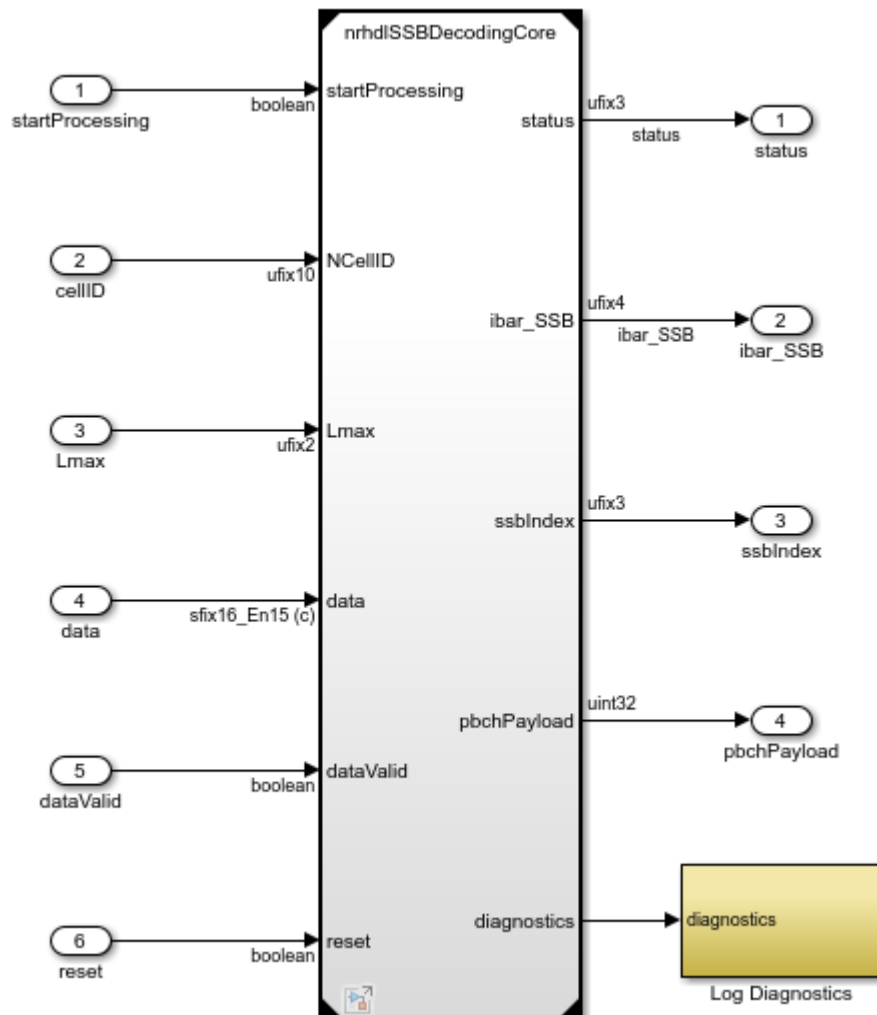 nrhdlSSBDecodingCore
1
startProcessing
boolean
startProcessing
status
ufix3
status
1
status
2
cellID
ufix10
NCellID
ibar_SSB
ufix4
ibar_SSB
2
ibar_SSB
3
Lmax
ufix2
Lmax
ssbIndex
ufix3
3
ssbIndex
4
data
sfix16_En15 (c)
data
pbchPayload
uint32
4
pbchPayload
5
dataValid
boolean
dataValid
6
reset
boolean
reset
diagnostics
diagnostics
Log Diagnostics